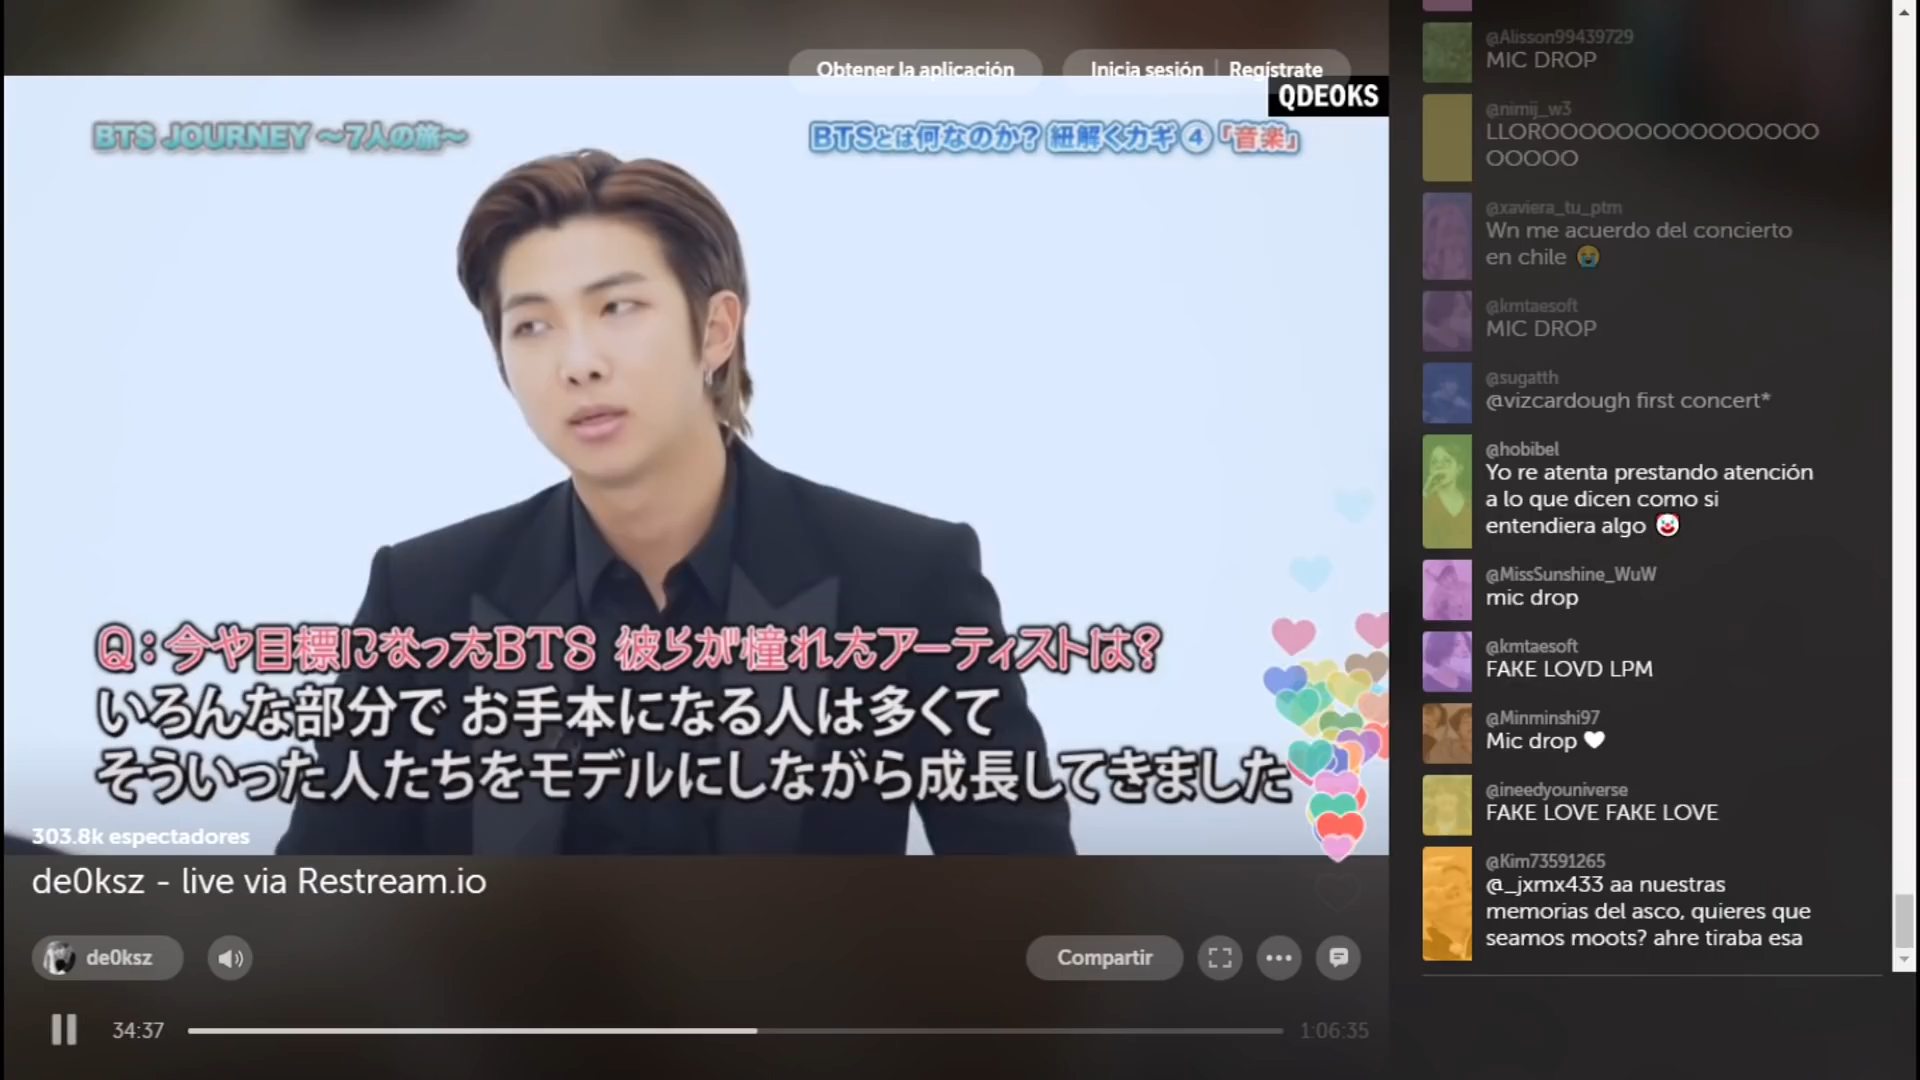 Obtener la aplicación
Inicia sesión | Regístrate
QDEOKS
BTS JOURNEY ～7人の旅～
BTSとは何なのか? 紐解くカギ④「音楽」
Q：今や目標になったBTS 彼らが憧れたアーティストは?
いろんな部分で お手本になる人は多くて
そういった人たちをモデルにしながら成長してきました
303.8k espectadores
de0ksz - live via Restream.io
de0ksz
Compartir
34:37
1:06:35
@Alisson99439729
MIC DROP
@nimij_w3
LLOROOOOOOOOOOOOOOO
OOOOO
@xaviera_tu_ptm
Wn me acuerdo del concierto
en chile 😭
@kmtaesoft
MIC DROP
@sugatth
@vizcardough first concert*
@hobibel
Yo re atenta prestando atención
a lo que dicen como si
entendiera algo 🤡
@MissSunshine_WuW
mic drop
@kmtaesoft
FAKE LOVD LPM
@Minminshi97
Mic drop 🤍
@ineedyouniverse
FAKE LOVE FAKE LOVE
@Kim73591265
@_jxmx433 aa nuestras
memorias del asco, quieres que
seamos moots? ahre tiraba esa